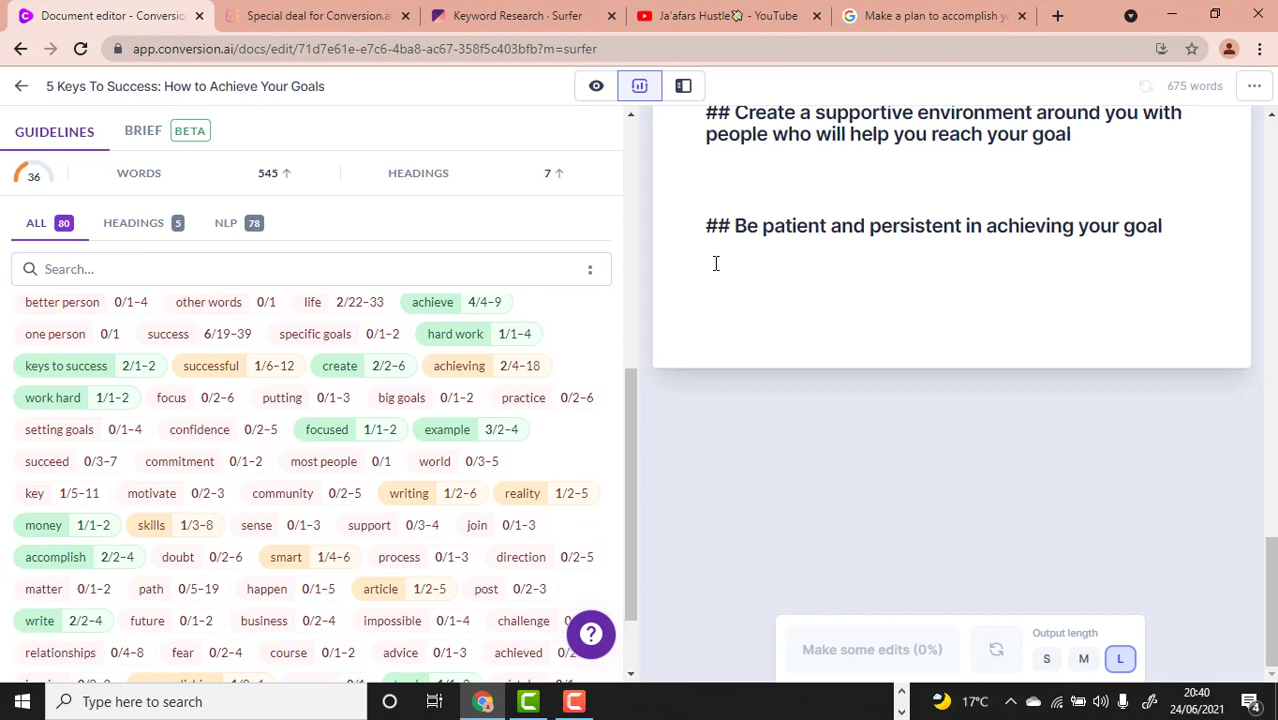 Document editor - Conversion
Special deal for Conversion.a
Keyword Research - Surfer
Ja'afars Hustle - YouTube
Make a plan to accomplish y
app.conversion.ai/docs/edit/71d7e61e-e7c6-4ba8-ac67-358f5c403bfb?m=surfer
5 Keys To Success: How to Achieve Your Goals
675 words
GUIDELINES
BRIEF BETA
36
WORDS 545 ↑
HEADINGS 7 ↑
ALL 80
HEADINGS 5
NLP 78
Search...
better person 0/1–4 other words 0/1 life 2/22–33 achieve 4/4–9
one person 0/1 success 6/19–39 specific goals 0/1–2 hard work 1/1–4
keys to success 2/1–2 successful 1/6–12 create 2/2–6 achieving 2/4–18
work hard 1/1–2 focus 0/2–6 putting 0/1–3 big goals 0/1–2 practice 0/2–6
setting goals 0/1–4 confidence 0/2–5 focused 1/1–2 example 3/2–4
succeed 0/3–7 commitment 0/1–2 most people 0/1 world 0/3–5
key 1/5–11 motivate 0/2–3 community 0/2–5 writing 1/2–6 reality 1/2–5
money 1/1–2 skills 1/3–8 sense 0/1–3 support 0/3–4 join 0/1–3
accomplish 2/2–4 doubt 0/2–6 smart 1/4–6 process 0/1–3 direction 0/2–5
matter 0/1–2 path 0/5–19 happen 0/1–5 article 1/2–5 post 0/2–3
write 2/2–4 future 0/1–2 business 0/2–4 impossible 0/1–4 challenge
relationships 0/4–8 fear 0/2–4 course 0/1–2 advice 0/1–3 achieved
## Create a supportive environment around you with
people who will help you reach your goal
## Be patient and persistent in achieving your goal
Make some edits (0%)
Output length
S M L
Type here to search
17°C
20:40
24/06/2021
4